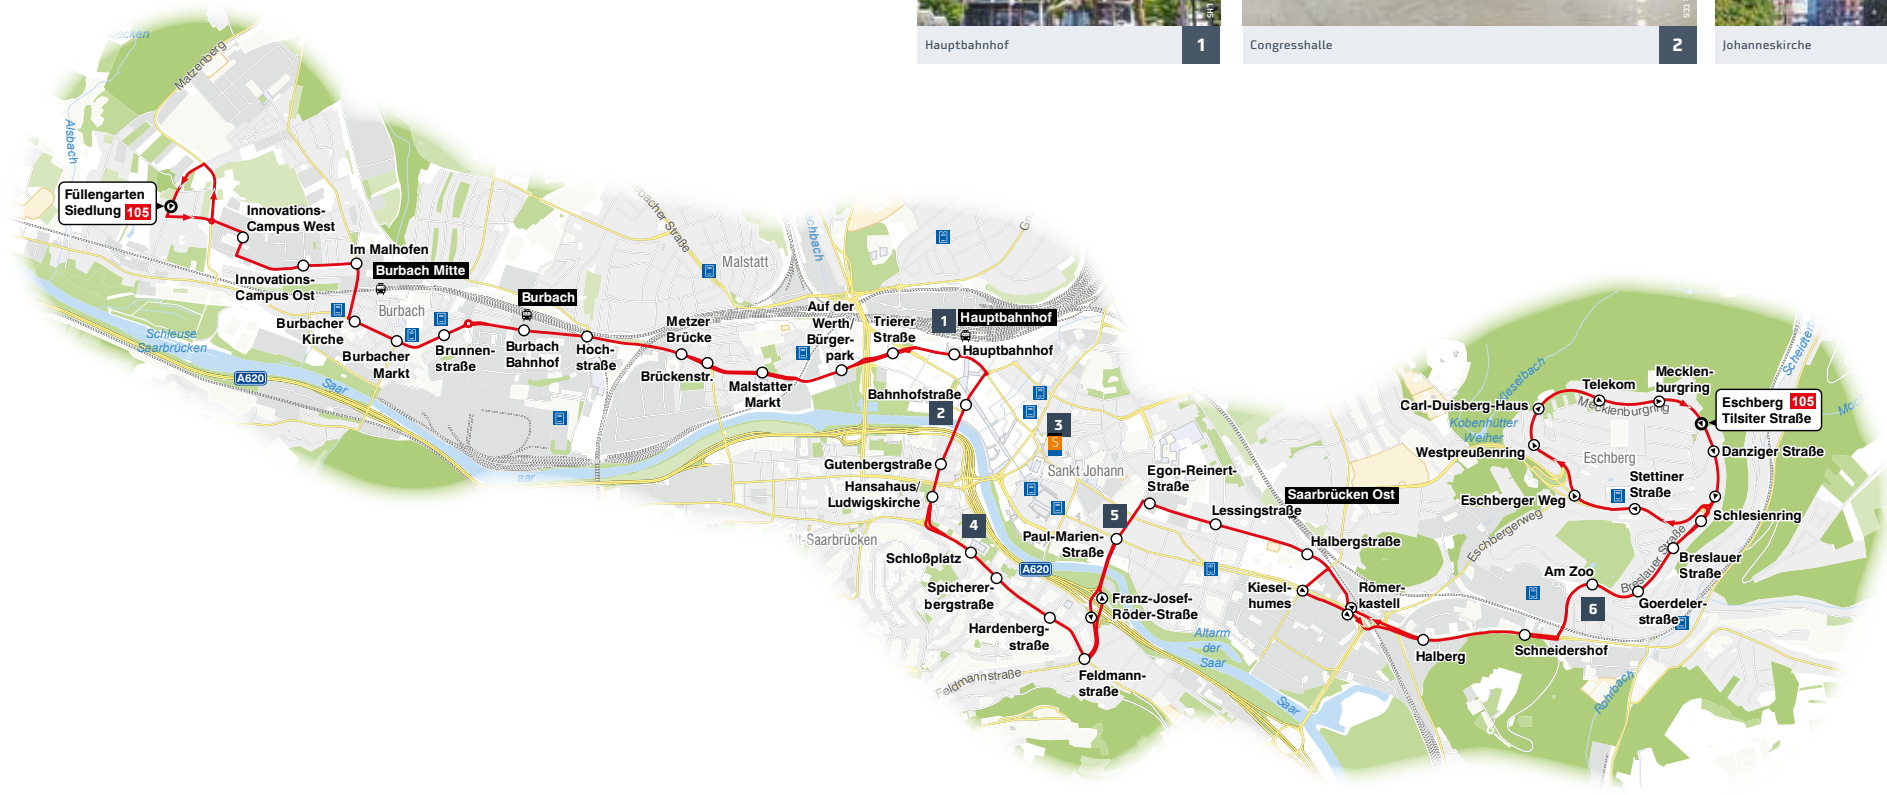 LHS
CCS
Hauptbahnhof
1
Congresshalle
2
Johanneskirche
Matzenberg
Alsbach
Füllengarten
Siedlung 105
Innovations-
Campus West
Innovations-
Campus Ost
Im Malhofen
Burbach Mitte
Burbach
Burbacher
Kirche
Burbacher
Markt
Brunnen-
straße
Burbach
Burbach
Bahnhof
Hoch-
straße
Schleuse
Saarbrücken
A620
Saar
Malstatt
Metzer
Brücke
Brückenstr.
Malstatter
Markt
Auf der
Werth/
Bürger-
park
Trierer
Straße
1
Hauptbahnhof
Hauptbahnhof
Bahnhofstraße
2
3
S
Sankt Johann
Gutenbergstraße
Hansahaus/
Ludwigskirche
4
Alt-Saarbrücken
Schloßplatz
Spicherer-
bergstraße
Hardenberg-
straße
Feldmannstraße
Feldmann-
straße
A620
Franz-Josef-
Röder-Straße
Paul-Marien-
Straße
5
Egon-Reinert-
Straße
Lessingstraße
Saarbrücken Ost
Halbergstraße
Kiesel-
humes
Römer-
kastell
Altarm
der
Saar
Saar
Halberg
Schneidershof
Am Zoo
6
Goerdeler-
straße
Breslauer Straße
Breslauer
Straße
Schlesienring
Stettiner
Straße
Eschbergerweg
Eschberger Weg
Eschberg
Westpreußenring
Kobenhütter
Weiher
Carl-Duisberg-Haus
Telekom
Mecklenburgring
Mecklen-
burgring
Eschberg 105
Tilsiter Straße
Danziger Straße
Rohrbach